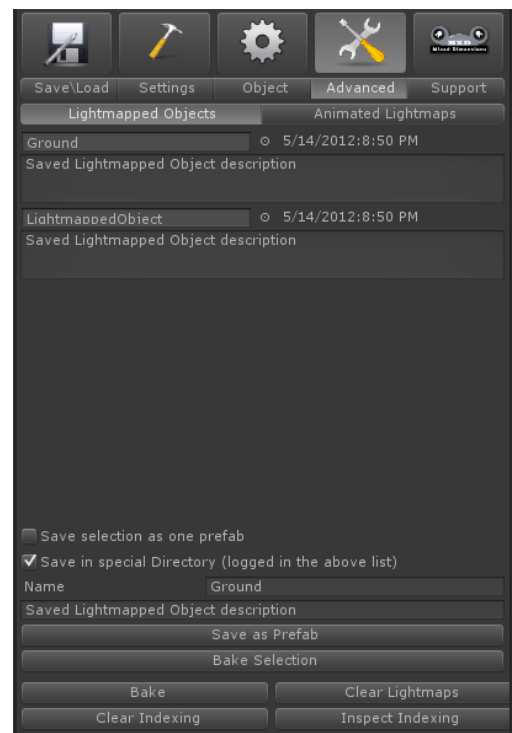 MXD
Mixed Dimensions
Save\Load Settings Object Advanced Support
Lightmapped Objects Animated Lightmaps
Ground 5/14/2012:8:50 PM
Saved Lightmapped Object description
LightmappedObject 5/14/2012:8:50 PM
Saved Lightmapped Object description
Save selection as one prefab
Save in special Directory (logged in the above list)
Name Ground
Saved Lightmapped Object description
Save as Prefab
Bake Selection
Bake Clear Lightmaps
Clear Indexing Inspect Indexing